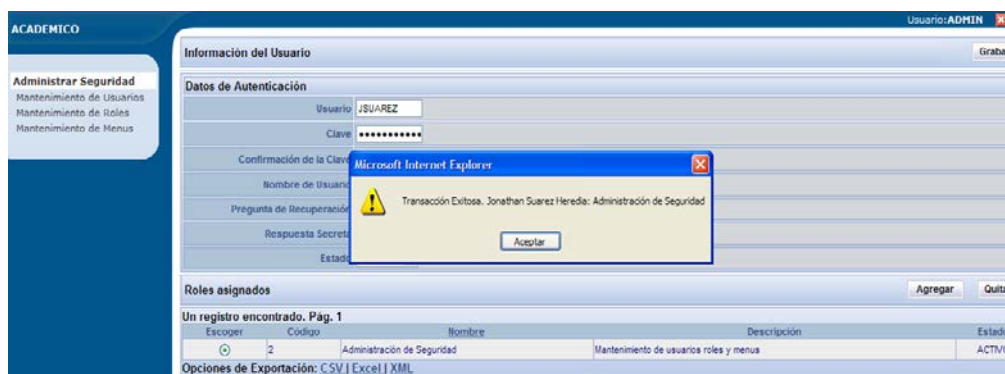 ACADEMICO
Usuario:ADMIN
Información del Usuario
Administrar Seguridad
Mantenimiento de Usuarios
Mantenimiento de Roles
Mantenimiento de Menus
Datos de Autenticación
Usuario JSUAREZ
Clave
Confirmación de la Clave
Microsoft Internet Explorer
Nombre de Usuario
Transacción Exitosa. Jonathan Suarez Heredia: Administración de Seguridad
Pregunta de Recuperación
Respuesta Secreta
Aceptar
Estado
Roles asignados Agregar
Un registro encontrado. Pág. 1
Escoger Código Nombre Descripción
2 Administración de Seguridad Mantenimiento de usuarios roles y menus
Opciones de Exportación: CSV | Excel | XML